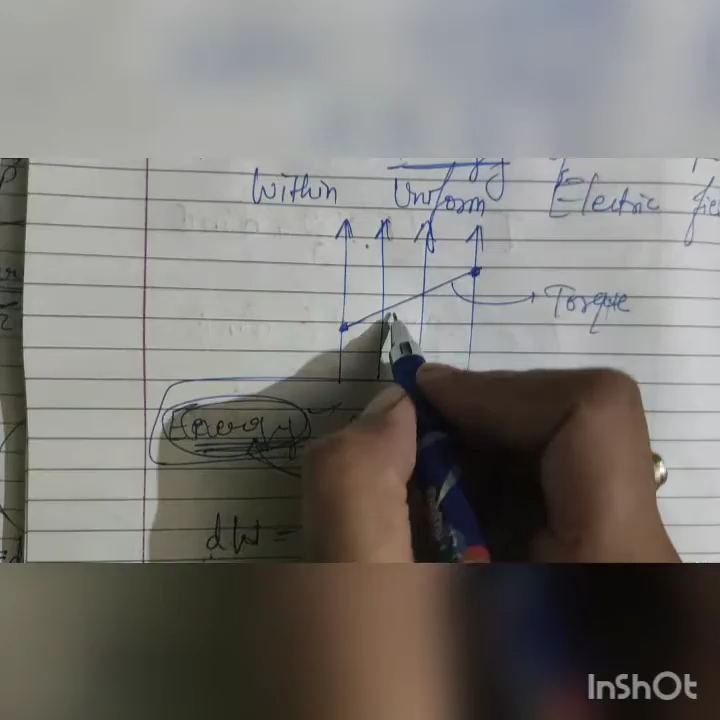 Within Uniform Electric
Torque
Energy
dW =
InShOt